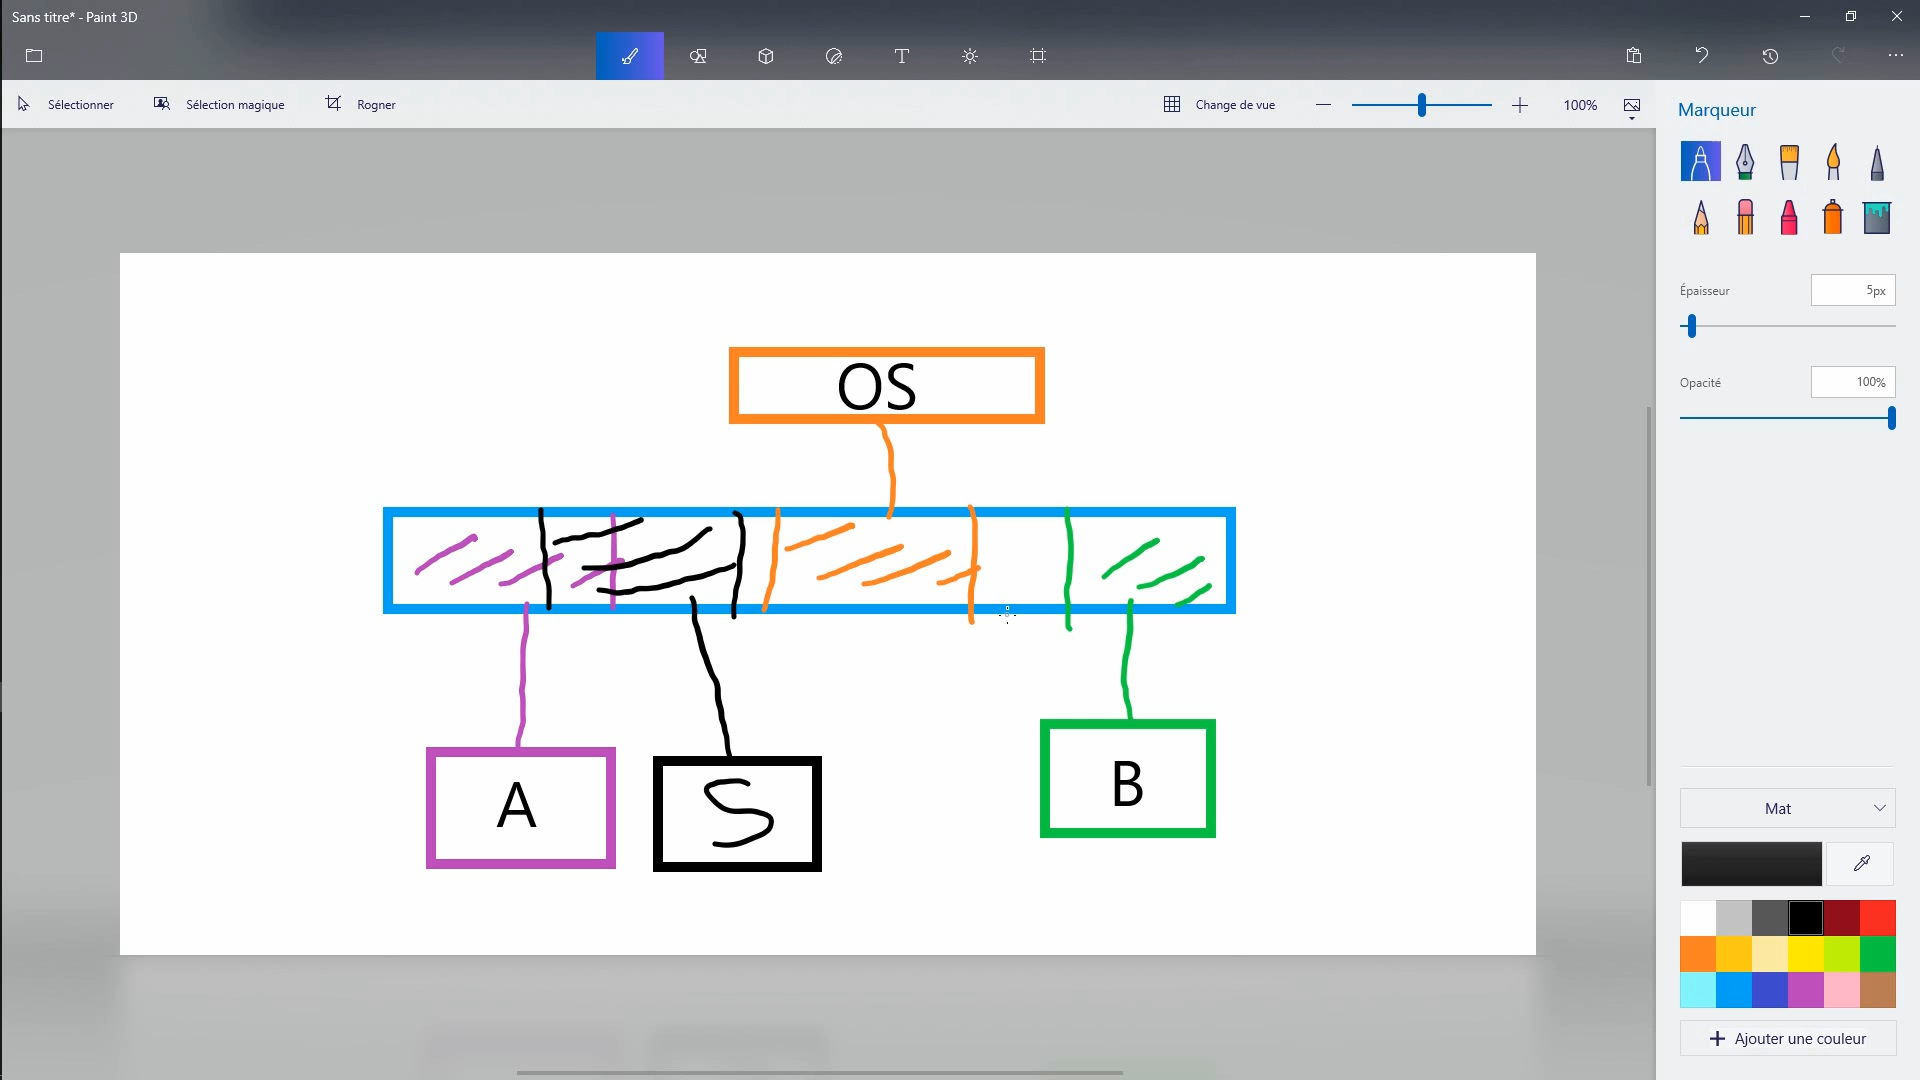 Sans titre* - Paint 3D
Sélectionner
Sélection magique
Rogner
Change de vue
100%
Marqueur
Épaisseur
5px
Opacité
100%
OS
A
S
B
Mat
Ajouter une couleur